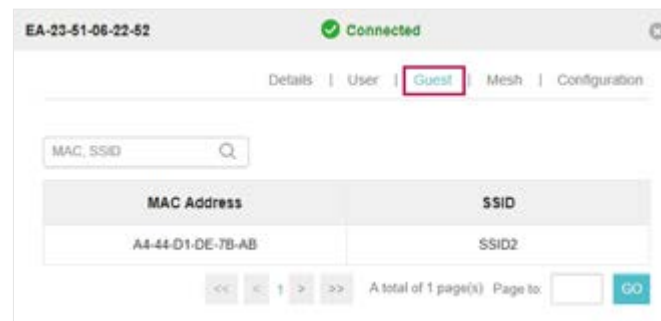 EA-23-51-06-22-52 Connected
Details | User | Guest | Mesh | Configuration
MAC, SSID
MAC Address SSID
A4-44-D1-DE-7B-AB SSID2
<< < 1 > >> A total of 1 page(s) Page to: GO